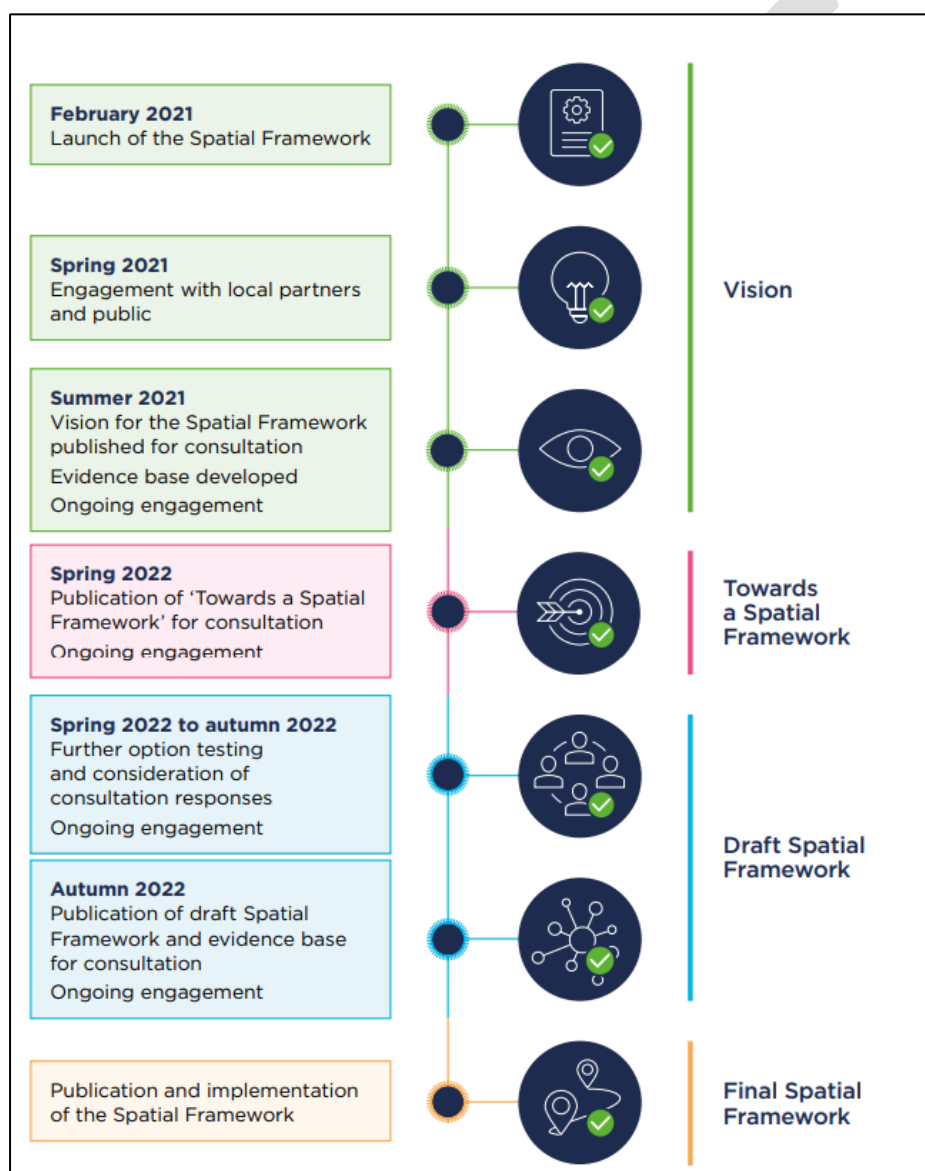 February 2021
Launch of the Spatial Framework
Spring 2021
Engagement with local partners
and public
Vision
Summer 2021
Vision for the Spatial Framework
published for consultation
Evidence base developed
Ongoing engagement
Spring 2022
Publication of ‘Towards a Spatial
Framework’ for consultation
Ongoing engagement
Towards
a Spatial
Framework
Spring 2022 to autumn 2022
Further option testing
and consideration of
consultation responses
Ongoing engagement
Draft Spatial
Framework
Autumn 2022
Publication of draft Spatial
Framework and evidence base
for consultation
Ongoing engagement
Publication and implementation
of the Spatial Framework
Final Spatial
Framework